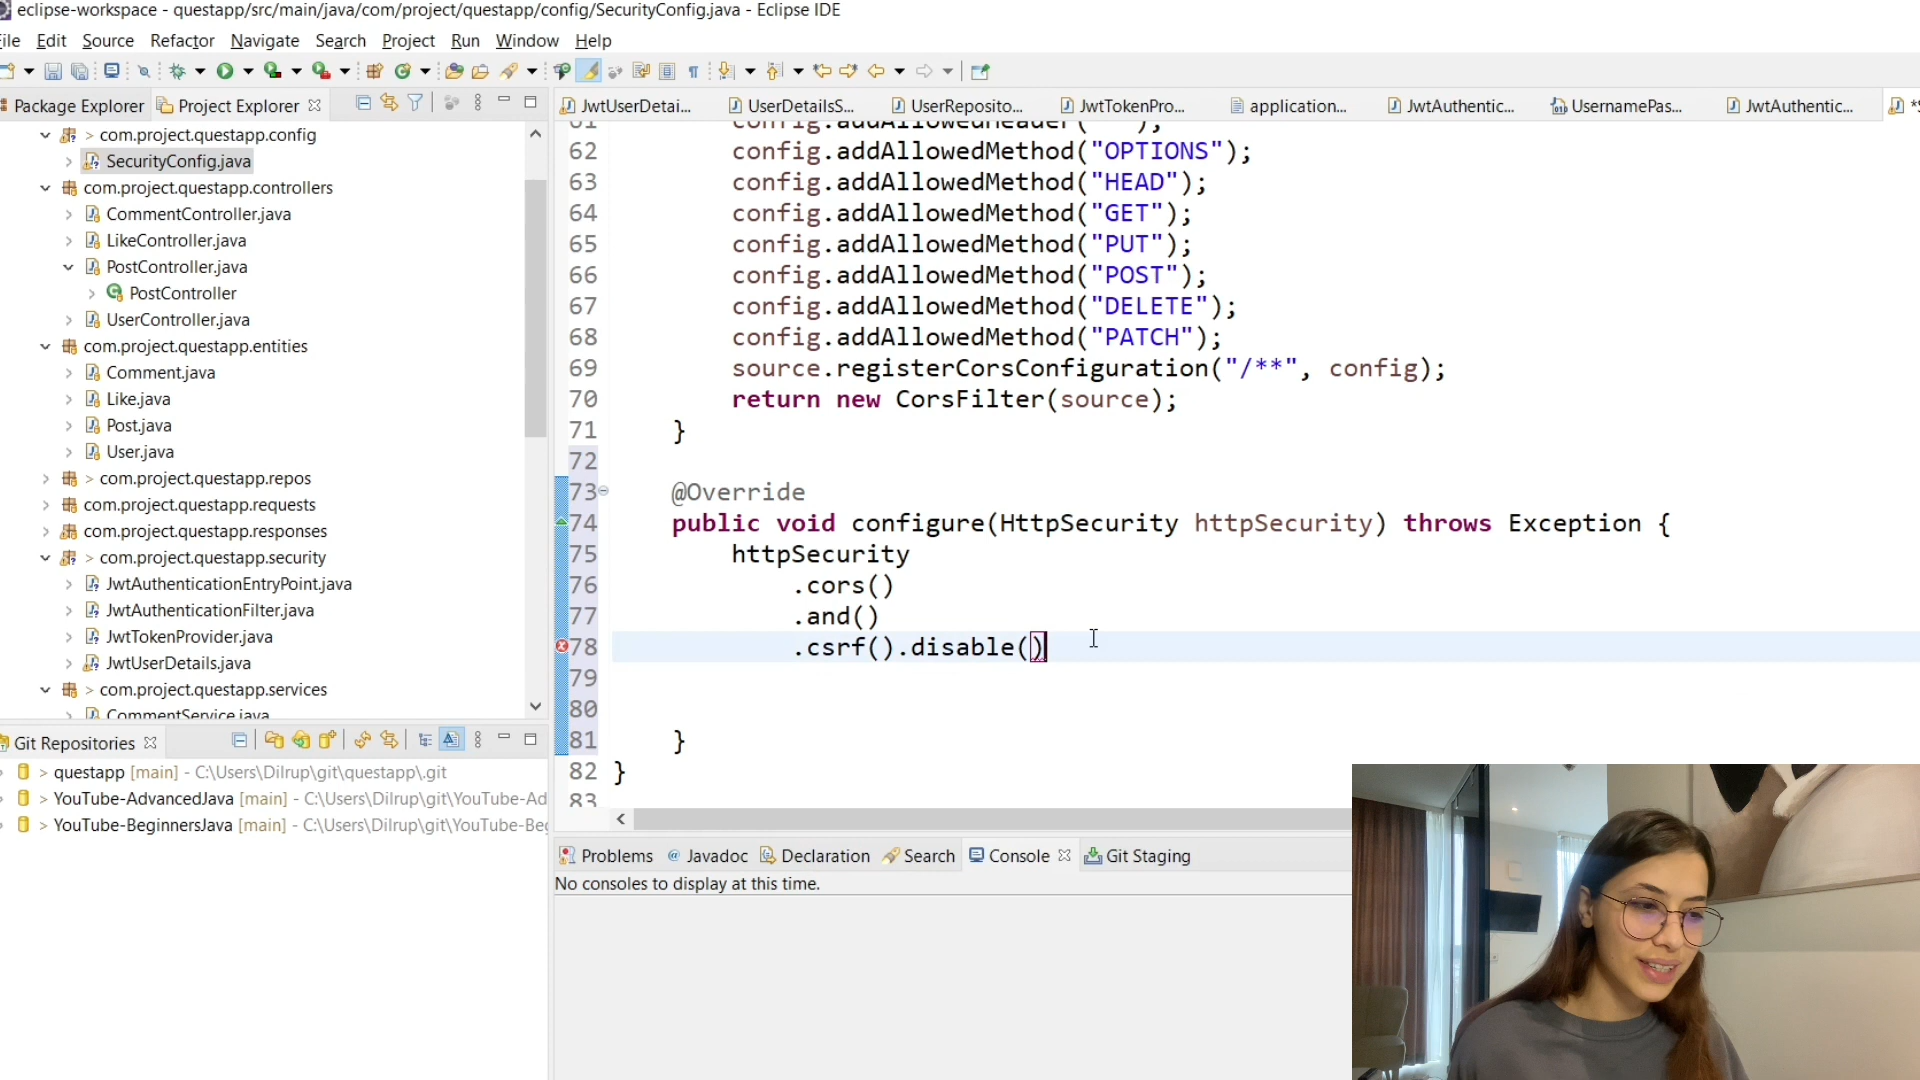 eclipse-workspace - questapp/src/main/java/com/project/questapp/config/SecurityConfig.java - Eclipse IDE
File Edit Source Refactor Navigate Search Project Run Window Help
Package Explorer Project Explorer
> com.project.questapp.config
SecurityConfig.java
com.project.questapp.controllers
CommentController.java
LikeController.java
PostController.java
PostController
UserController.java
com.project.questapp.entities
Comment.java
Like.java
Post.java
User.java
> com.project.questapp.repos
com.project.questapp.requests
com.project.questapp.responses
> com.project.questapp.security
JwtAuthenticationEntryPoint.java
JwtAuthenticationFilter.java
JwtTokenProvider.java
JwtUserDetails.java
> com.project.questapp.services
CommentService.java
Git Repositories
> questapp [main] - C:\Users\Dilrup\git\questapp\.git
> YouTube-AdvancedJava [main] - C:\Users\Dilrup\git\YouTube-Ad
> YouTube-BeginnersJava [main] - C:\Users\Dilrup\git\YouTube-Be
JwtUserDetai... UserDetailsS... UserReposito... JwtTokenPro... application... JwtAuthentic... UsernamePas... JwtAuthentic...
61 config.addAllowedHeader("*");
62 config.addAllowedMethod("OPTIONS");
63 config.addAllowedMethod("HEAD");
64 config.addAllowedMethod("GET");
65 config.addAllowedMethod("PUT");
66 config.addAllowedMethod("POST");
67 config.addAllowedMethod("DELETE");
68 config.addAllowedMethod("PATCH");
69 source.registerCorsConfiguration("/**", config);
70 return new CorsFilter(source);
71 }
72
73 @Override
74 public void configure(HttpSecurity httpSecurity) throws Exception {
75 httpSecurity
76 .cors()
77 .and()
78 .csrf().disable()
79
80
81 }
82 }
83
Problems @ Javadoc Declaration Search Console Git Staging
No consoles to display at this time.